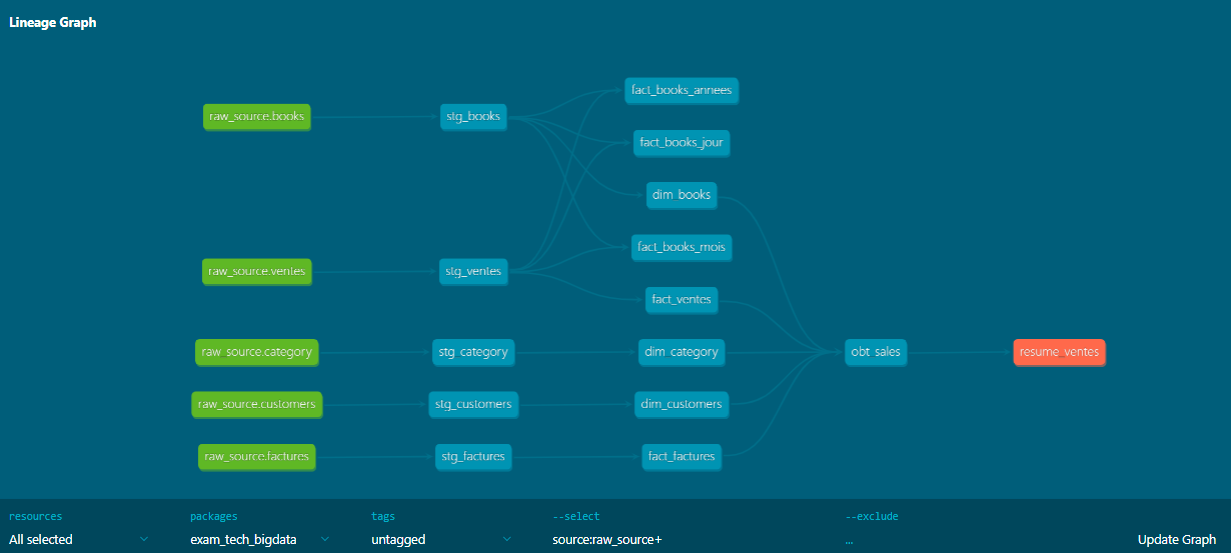 Lineage Graph
fact_books_annees
raw_source.books
stg_books
fact_books_jour
dim_books
fact_books_mois
raw_source.ventes
stg_ventes
fact_ventes
raw_source.category
stg_category
dim_category
obt_sales
resume_ventes
raw_source.customers
stg_customers
dim_customers
raw_source.factures
stg_factures
fact_factures
resources packages tags --select --exclude
All selected exam_tech_bigdata untagged source:raw_source+ ... Update Graph